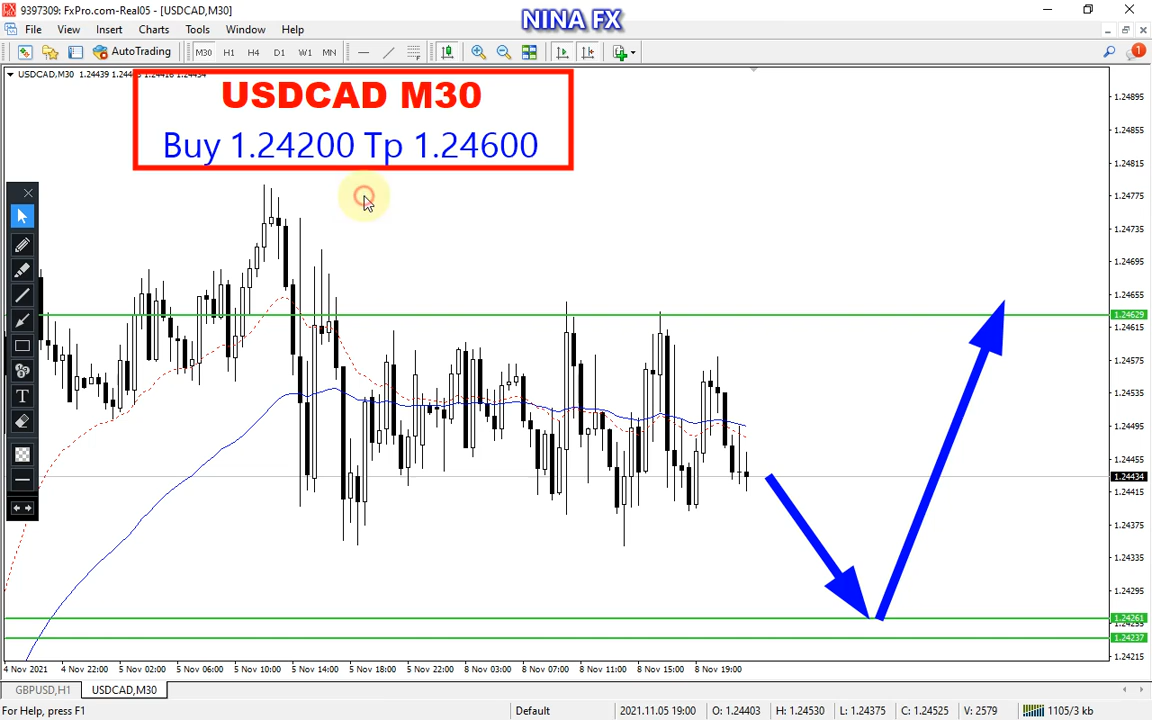 9397309: FxPro.com-Real05 - [USDCAD,M30]
NINA FX
File View Insert Charts Tools Window Help
AutoTrading M30 H1 H4 D1 W1 MN
1
USDCAD,M30 1.24439
USDCAD M30
Buy 1.24200 Tp 1.24600
1.24895
1.24855
1.24815
1.24775
1.24735
1.24695
1.24655
1.24629
1.24615
1.24575
1.24535
1.24495
1.24455
1.24434
1.24415
1.24375
1.24335
1.24295
1.24261
1.24237
1.24215
4 Nov 2021 4 Nov 22:00 5 Nov 02:00 5 Nov 06:00 5 Nov 10:00 5 Nov 14:00 5 Nov 18:00 5 Nov 22:00 8 Nov 03:00 8 Nov 07:00 8 Nov 11:00 8 Nov 15:00 8 Nov 19:00
GBPUSD,H1 USDCAD,M30
For Help, press F1 Default 2021.11.05 19:00 O: 1.24403 H: 1.24530 L: 1.24375 C: 1.24525 V: 2579 1105/3 kb